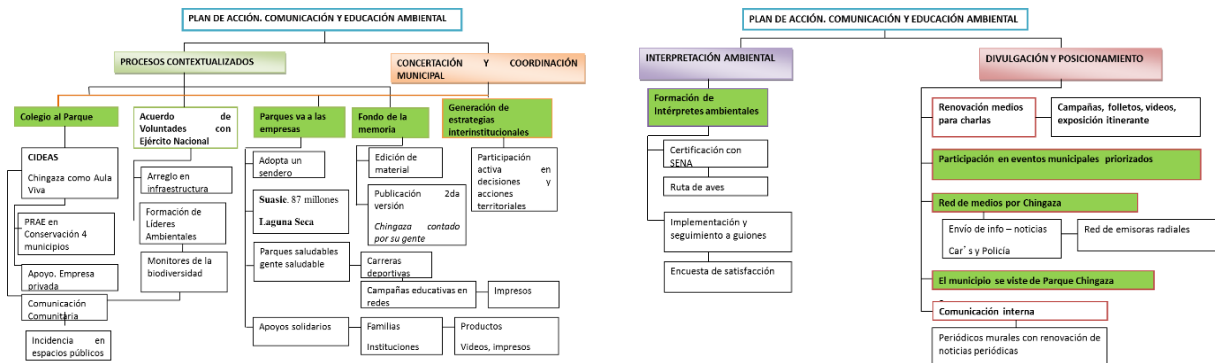 PLAN DE ACCIÓN. COMUNICACIÓN Y EDUCACIÓN AMBIENTAL
PROCESOS CONTEXTUALIZADOS
CONCERTACIÓN Y COORDINACIÓN
MUNICIPAL
Colegio al Parque
Acuerdo de
Voluntades con
Ejército Nacional
Parques va a las
empresas
Fondo de la
memoria
Generación de
estrategias
interinstitucionales
CIDEAS
Chingaza como Aula
Viva
PRAE en
Conservación 4
municipios
Apoyo. Empresa
privada
Comunicación
Comunitária
Incidencia en
espacios públicos
Arreglo en
infraestructura
Formación de
Líderes
Ambientales
Monitores de la
biodiversidad
Adopta un
sendero
Suasie. 87 millones
Laguna Seca
Parques saludables
gente saludable
Apoyos solidarios
Edición de
material
Publicación 2da
versión
Chingaza contado
por su gente
Carreras
deportivas
Campañas educativas en
redes
Impresos
Familias
Instituciones
Productos
Videos, impresos
Participación
activa en
decisiones y
acciones
territoriales
PLAN DE ACCIÓN. COMUNICACIÓN Y EDUCACIÓN AMBIENTAL
INTERPRETACIÓN AMBIENTAL
DIVULGACIÓN Y POSICIONAMIENTO
Formación de
Intérpretes ambientales
Certificación con
SENA
Ruta de aves
Implementación y
seguimiento a guiones
Encuesta de satisfacción
Renovación medios
para charlas
Campañas, folletos, videos,
exposición itinerante
Participación en eventos municipales priorizados
Red de medios por Chingaza
Envío de info – noticias
Car´s y Policía
Red de emisoras radiales
El municipio se viste de Parque Chingaza
Comunicación interna
Periódicos murales con renovación de
noticias periódicas